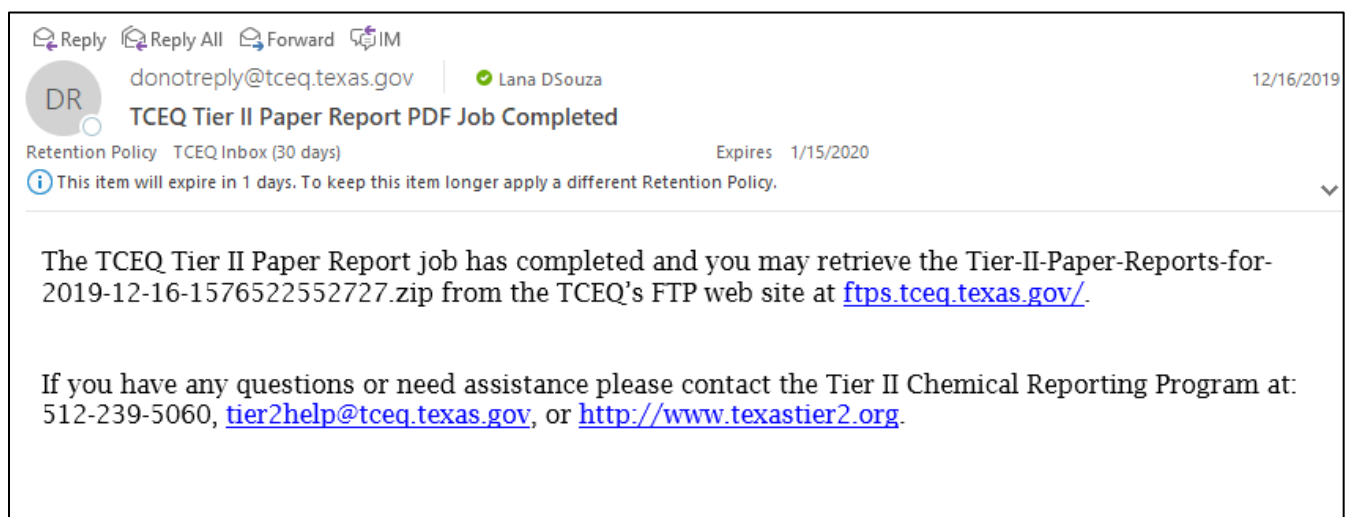 Reply Reply All Forward IM
donotreply@tceq.texas.gov Lana DSouza 12/16/2019
DR
TCEQ Tier II Paper Report PDF Job Completed
Retention Policy TCEQ Inbox (30 days) Expires 1/15/2020
This item will expire in 1 days. To keep this item longer apply a different Retention Policy.
The TCEQ Tier II Paper Report job has completed and you may retrieve the Tier-II-Paper-Reports-for-
2019-12-16-1576522552727.zip from the TCEQ’s FTP web site at ftps.tceq.texas.gov/.
If you have any questions or need assistance please contact the Tier II Chemical Reporting Program at:
512-239-5060, tier2help@tceq.texas.gov, or http://www.texastier2.org.